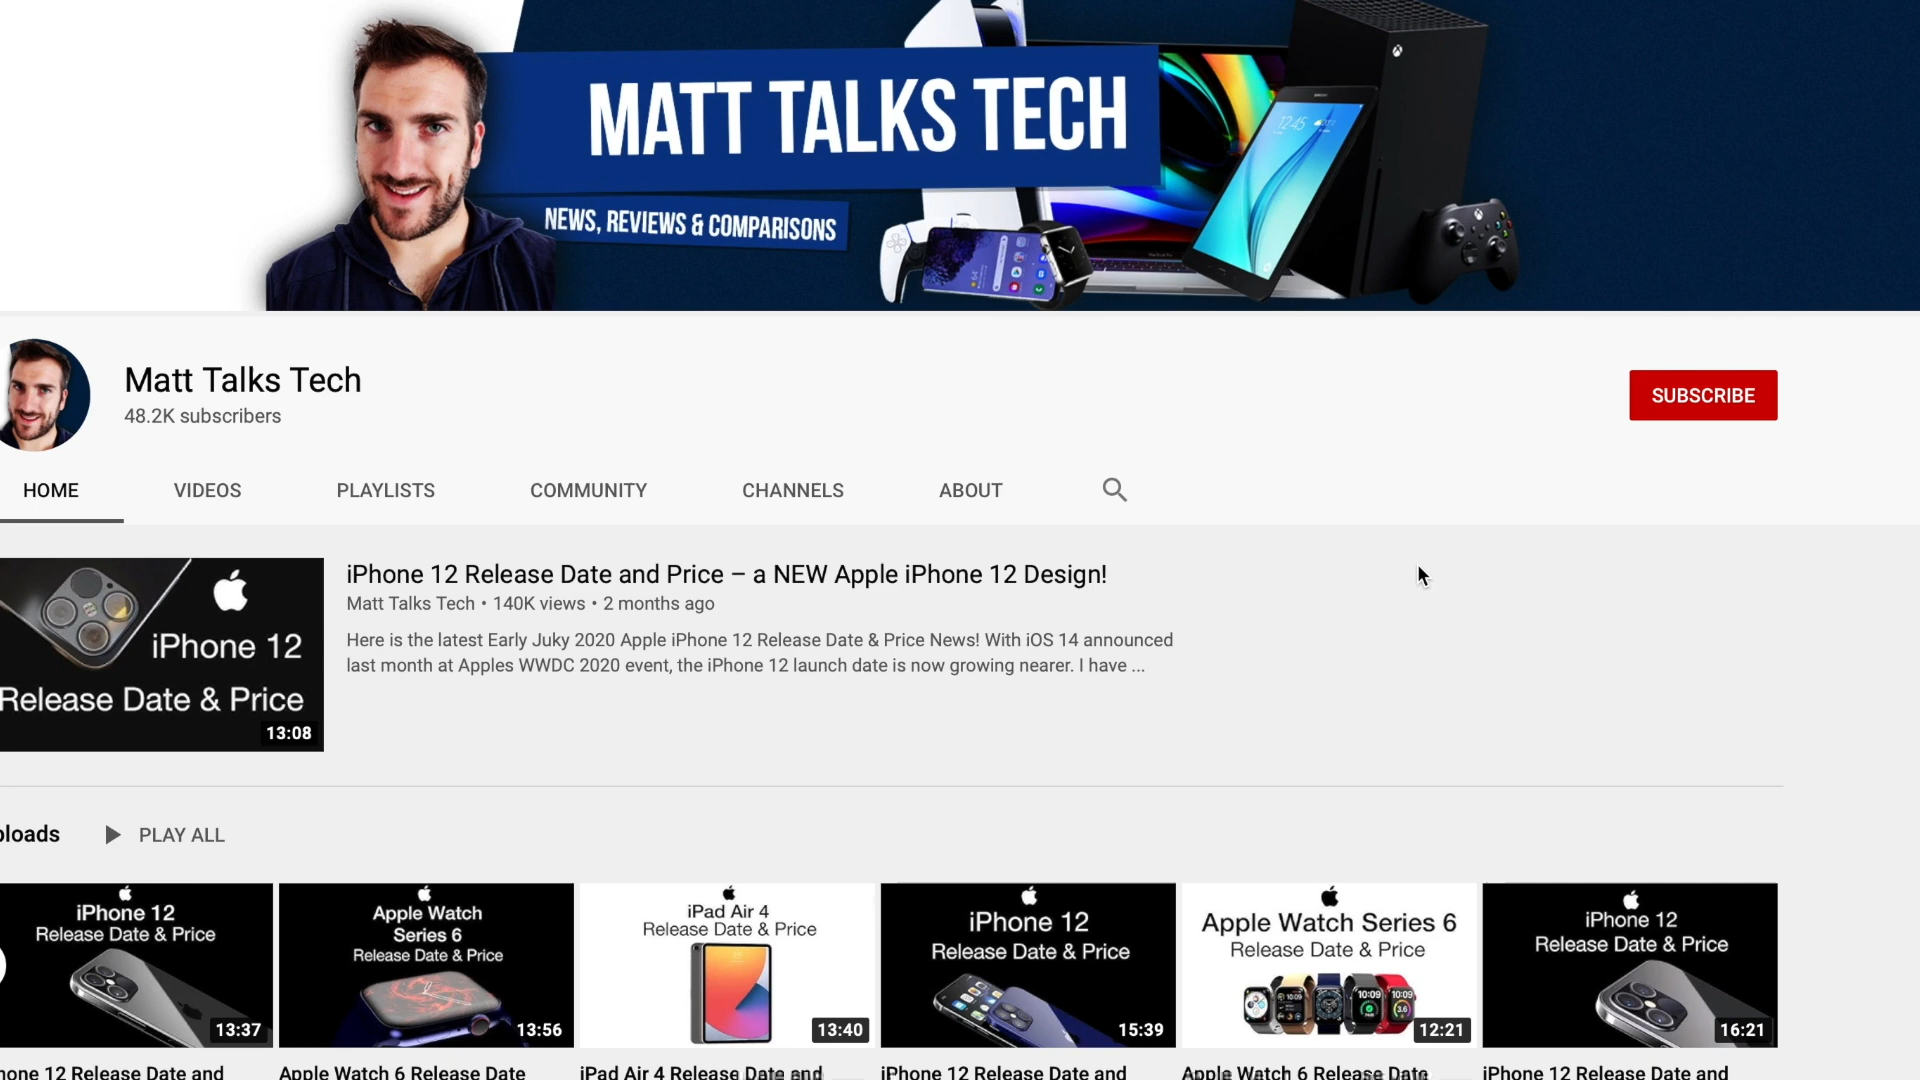 MATT TALKS TECH
NEWS, REVIEWS & COMPARISONS
12:45
Matt Talks Tech
48.2K subscribers
SUBSCRIBE
HOME VIDEOS PLAYLISTS COMMUNITY CHANNELS ABOUT
iPhone 12
Release Date & Price
13:08
iPhone 12 Release Date and Price – a NEW Apple iPhone 12 Design!
Matt Talks Tech • 140K views • 2 months ago
Here is the latest Early Juky 2020 Apple iPhone 12 Release Date & Price News! With iOS 14 announced
last month at Apples WWDC 2020 event, the iPhone 12 launch date is now growing nearer. I have ...
ploads PLAY ALL
iPhone 12
Release Date & Price
13:37
Apple Watch
Series 6
Release Date & Price
13:56
iPad Air 4
Release Date & Price
13:40
iPhone 12
Release Date & Price
15:39
Apple Watch Series 6
Release Date & Price
12:21
iPhone 12
Release Date & Price
16:21
hone 12 Release Date and
Apple Watch 6 Release Date
iPad Air 4 Release Date and
iPhone 12 Release Date and
Apple Watch 6 Release Date
iPhone 12 Release Date and